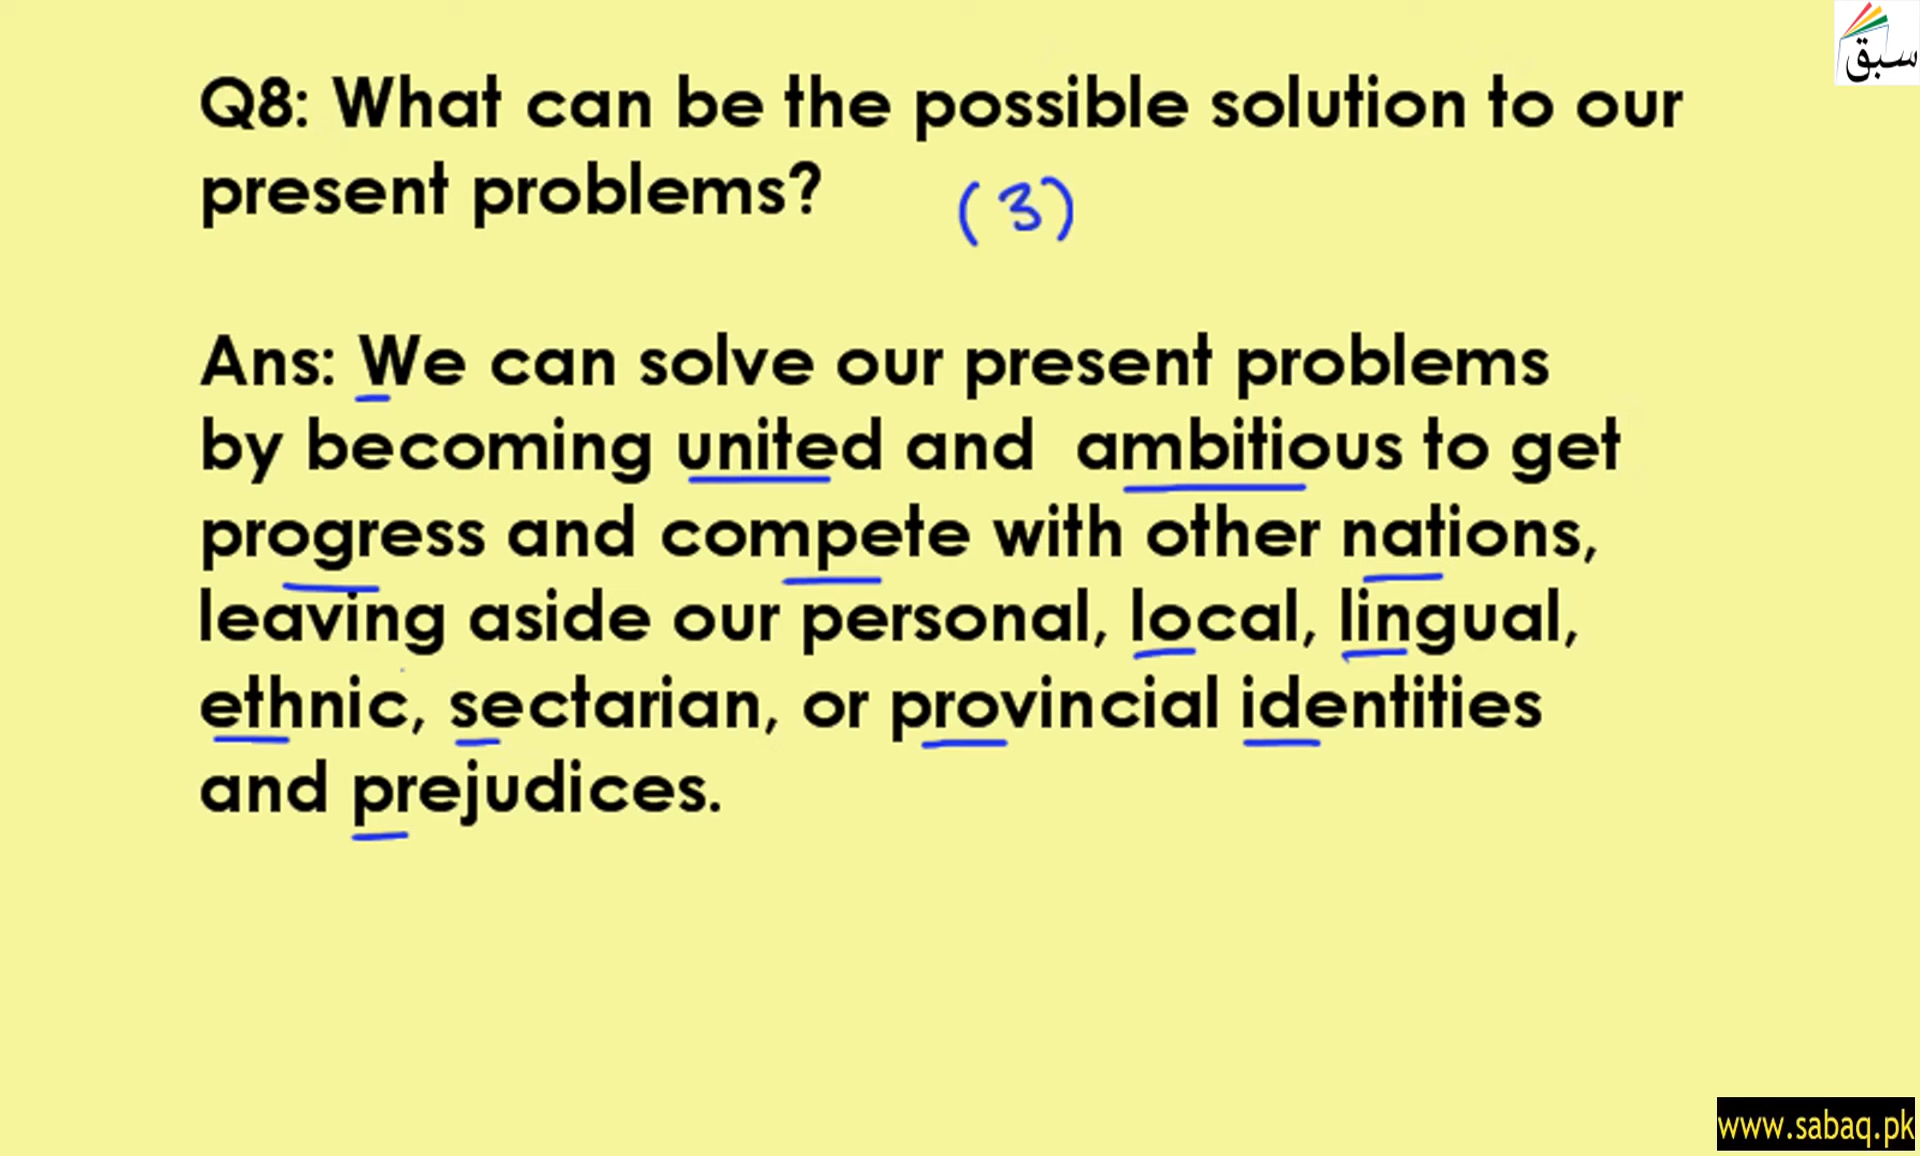 سبق
Q8: What can be the possible solution to our
present problems? (3)
Ans: We can solve our present problems
by becoming united and ambitious to get
progress and compete with other nations,
leaving aside our personal, local, lingual,
ethnic, sectarian, or provincial identities
and prejudices.
www.sabaq.pk